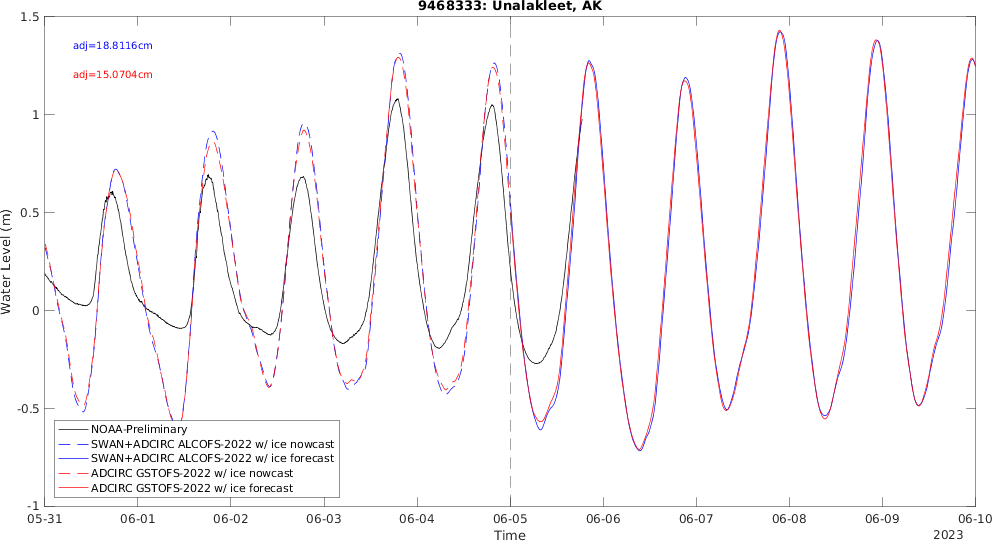 9468333: Unalakleet, AK
adj=18.8116cm
adj=15.0704cm
Water Level (m)
1.5
1
0.5
0
-0.5
-1
NOAA-Preliminary
SWAN+ADCIRC ALCOFS-2022 w/ ice nowcast
SWAN+ADCIRC ALCOFS-2022 w/ ice forecast
ADCIRC GSTOFS-2022 w/ ice nowcast
ADCIRC GSTOFS-2022 w/ ice forecast
05-31 06-01 06-02 06-03 06-04 06-05 06-06 06-07 06-08 06-09 06-10
Time
2023